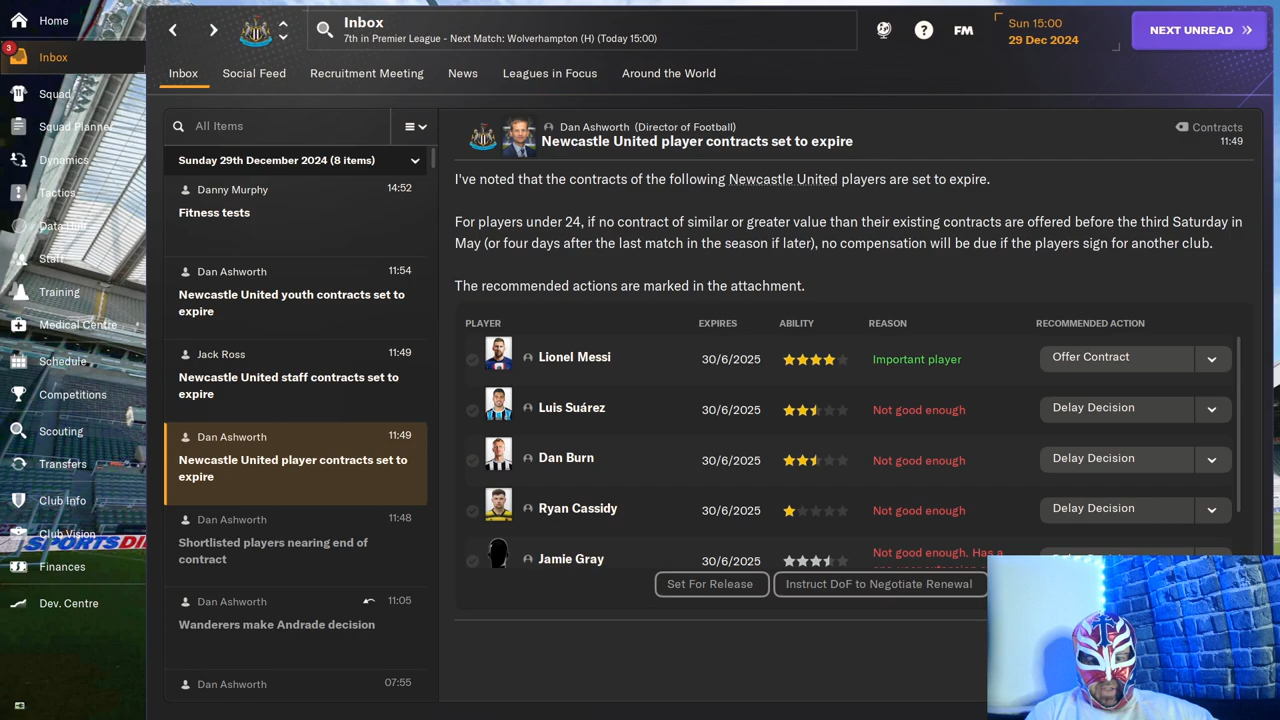 Home
Inbox
7th in Premier League - Next Match: Wolverhampton (H) (Today 15:00)
FM
Sun 15:00
29 Dec 2024
NEXT UNREAD
3
Inbox
Squad
Squad Planner
Dynamics
Tactics
Data Hub
Staff
Training
Medical Centre
Schedule
Competitions
Scouting
Transfers
Club Info
Club Vision
Finances
Dev. Centre
SPORTS DI
Inbox
Social Feed
Recruitment Meeting
News
Leagues in Focus
Around the World
All Items
Sunday 29th December 2024 (8 items)
Danny Murphy 14:52
Fitness tests
Dan Ashworth 11:54
Newcastle United youth contracts set to
expire
Jack Ross 11:49
Newcastle United staff contracts set to
expire
Dan Ashworth 11:49
Newcastle United player contracts set to
expire
Dan Ashworth 11:48
Shortlisted players nearing end of
contract
Dan Ashworth 11:05
Wanderers make Andrade decision
Dan Ashworth 07:55
Dan Ashworth (Director of Football)
Newcastle United player contracts set to expire
Contracts
11:49
I've noted that the contracts of the following Newcastle United players are set to expire.
For players under 24, if no contract of similar or greater value than their existing contracts are offered before the third Saturday in
May (or four days after the last match in the season if later), no compensation will be due if the players sign for another club.
The recommended actions are marked in the attachment.
PLAYER EXPIRES ABILITY REASON RECOMMENDED ACTION
Lionel Messi 30/6/2025 Important player Offer Contract
Luis Suárez 30/6/2025 Not good enough Delay Decision
Dan Burn 30/6/2025 Not good enough Delay Decision
Ryan Cassidy 30/6/2025 Not good enough Delay Decision
Jamie Gray 30/6/2025 Not good enough. Has a
Set For Release
Instruct DoF to Negotiate Renewal